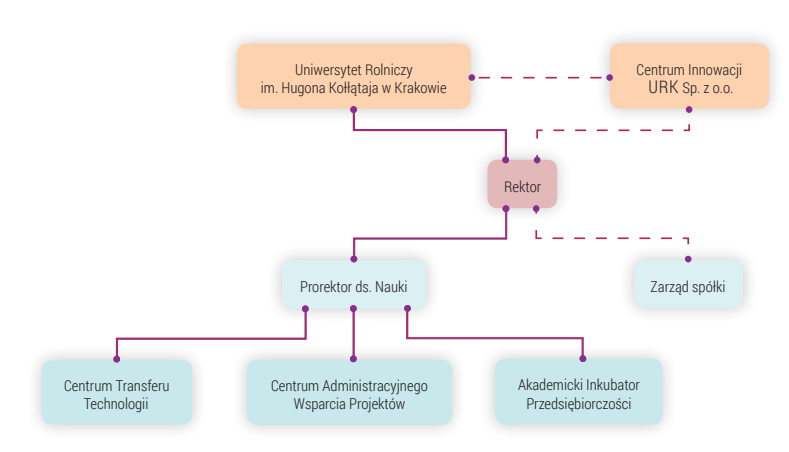 Uniwersytet Rolniczy
im. Hugona Kołłątaja w Krakowie
Centrum Innowacji
URK Sp. z o.o.
Rektor
Prorektor ds. Nauki
Zarząd spółki
Centrum Transferu
Technologii
Centrum Administracyjnego
Wsparcia Projektów
Akademicki Inkubator
Przedsiębiorczości